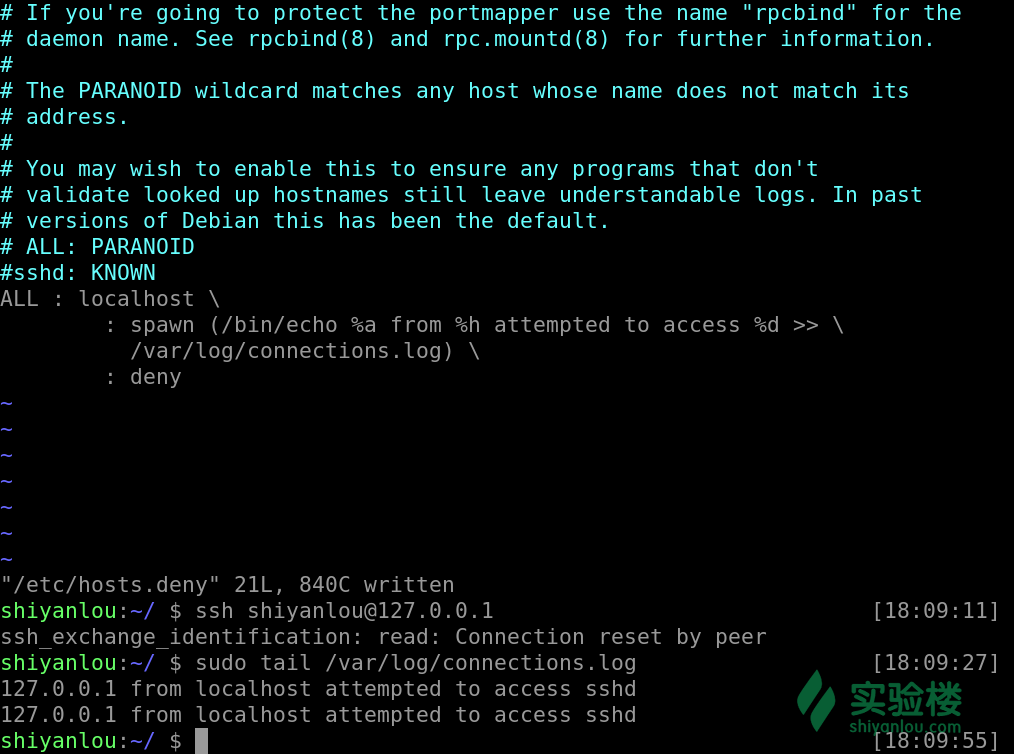 # If you're going to protect the portmapper use the name "rpcbind" for the
# daemon name. See rpcbind(8) and rpc.mountd(8) for further information.
#
# The PARANOID wildcard matches any host whose name does not match its
# address.
#
# You may wish to enable this to ensure any programs that don't
# validate looked up hostnames still leave understandable logs. In past
# versions of Debian this has been the default.
# ALL: PARANOID
#sshd: KNOWN
ALL : localhost \
        : spawn (/bin/echo %a from %h attempted to access %d >> \
          /var/log/connections.log) \
        : deny
~
~
~
~
~
~
~
"/etc/hosts.deny" 21L, 840C written
shiyanlou:~/ $ ssh shiyanlou@127.0.0.1 [18:09:11]
ssh_exchange_identification: read: Connection reset by peer
shiyanlou:~/ $ sudo tail /var/log/connections.log [18:09:27]
127.0.0.1 from localhost attempted to access sshd
127.0.0.1 from localhost attempted to access sshd
shiyanlou:~/ $ [18:09:55]
实验楼
shiyanlou.com